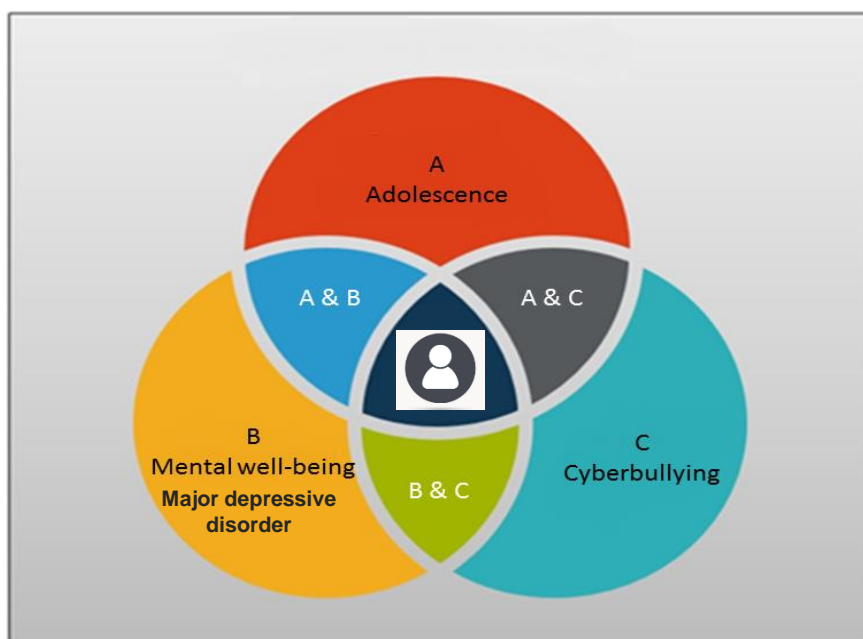 A
Adolescence
A & B
A & C
B
Mental well-being
Major depressive
disorder
C
Cyberbullying
B & C